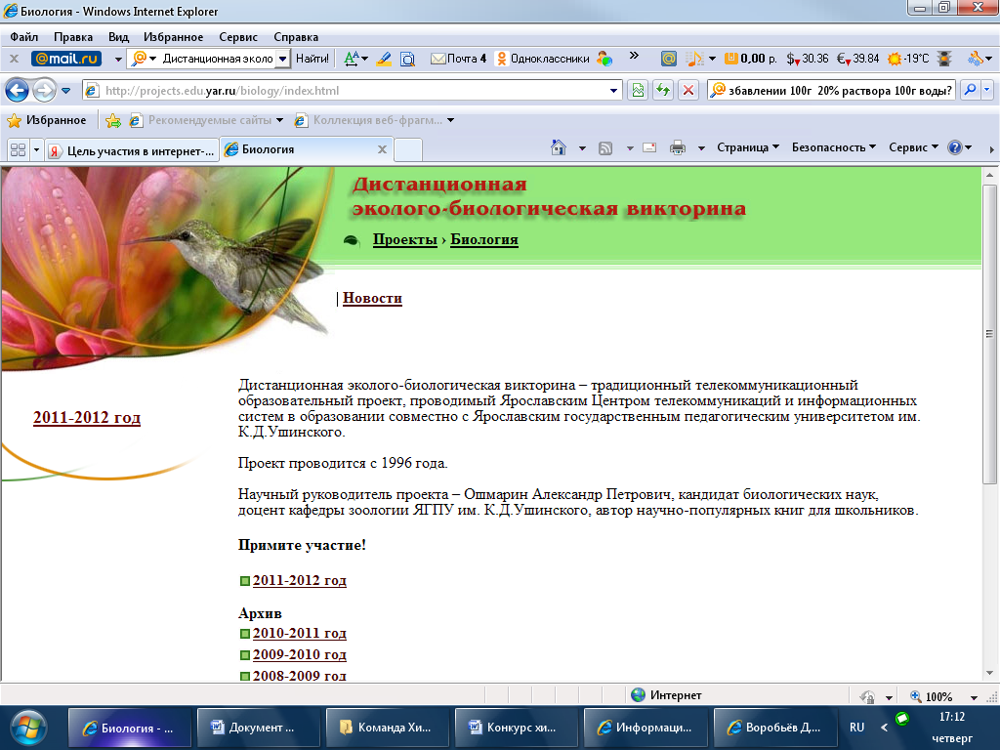 Биология - Windows Internet Explorer
Файл Правка Вид Избранное Сервис Справка
@mail.ru Дистанционная эколо Найти! Почта 4 Одноклассники » 0,00 р. $ 30.36 € 39.84 -19°C
http://projects.edu.yar.ru/biology/index.html збавлении 100г 20% раствора 100г воды?
Избранное Рекомендуемые сайты Коллекция веб-фрагм...
Цель участия в интернет-... Биология x Страница Безопасность Сервис
Дистанционная
эколого-биологическая викторина
Проекты › Биология
| Новости
2011-2012 год
Дистанционная эколого-биологическая викторина – традиционный телекоммуникационный
образовательный проект, проводимый Ярославским Центром телекоммуникаций и информационных
систем в образовании совместно с Ярославским государственным педагогическим университетом им.
К.Д.Ушинского.
Проект проводится с 1996 года.
Научный руководитель проекта – Ошмарин Александр Петрович, кандидат биологических наук,
доцент кафедры зоологии ЯГПУ им. К.Д.Ушинского, автор научно-популярных книг для школьников.
Примите участие!
2011-2012 год
Архив
2010-2011 год
2009-2010 год
2008-2009 год
Интернет 100%
Биология - ... Документ ... Команда Хи... Конкурс хи... Информаци... Воробьёв Д... RU < 17:12
четверг